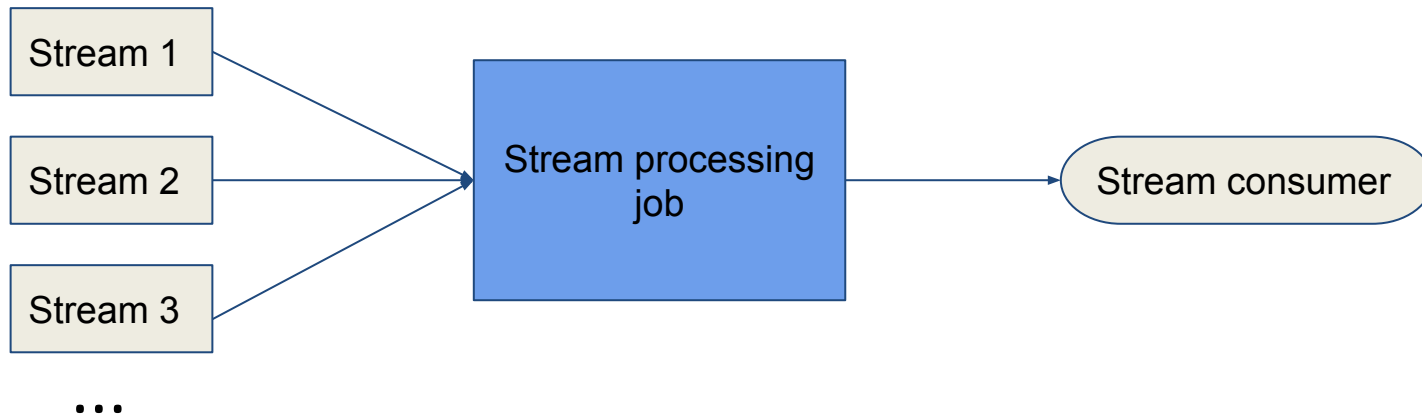 Stream 1
Stream 2
Stream 3
...
Stream processing
job
Stream consumer